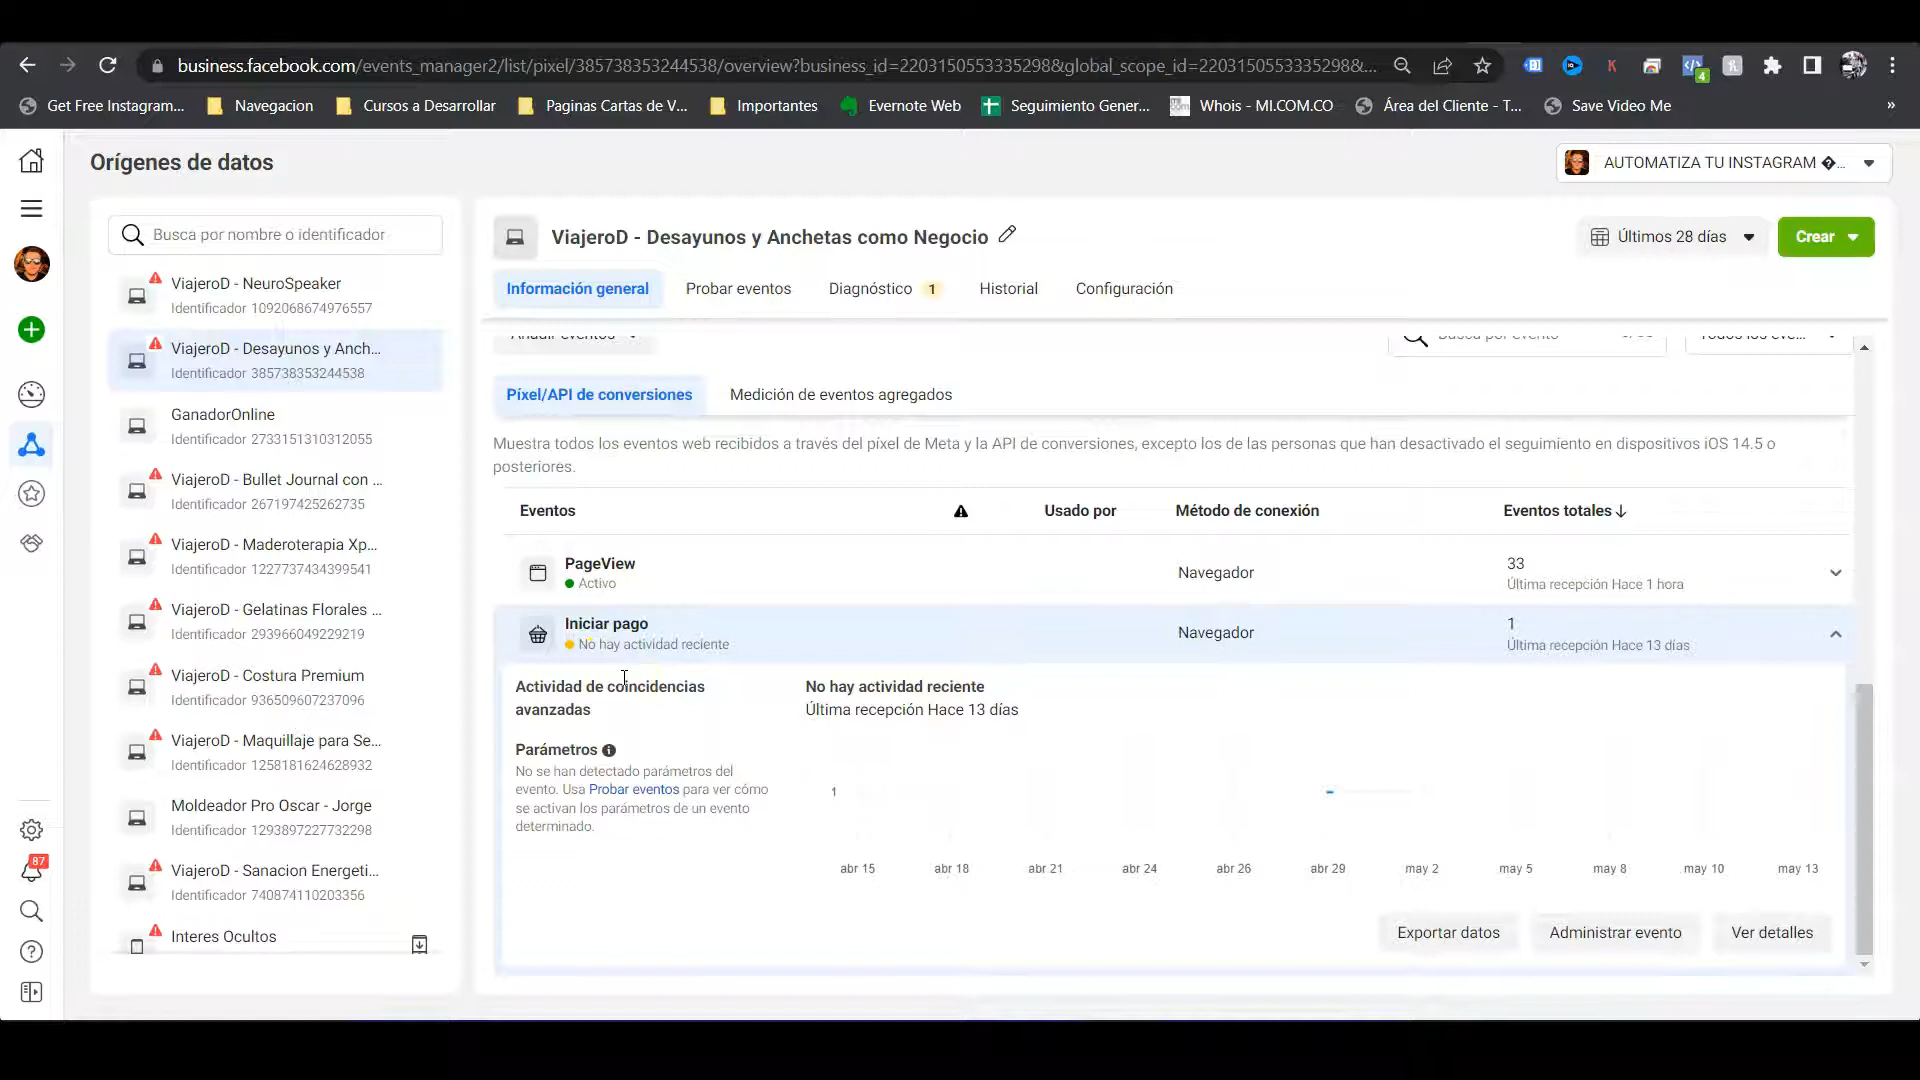 business.facebook.com/events_manager2/list/pixel/385738353244538/overview?business_id=220315055333529​8&global_scope_id=2203150553335298&...
4
Get Free Instagram...
Navegacion
Cursos a Desarrollar
Paginas Cartas de V...
Importantes
Evernote Web
Seguimiento Gener...
Whois - MI.COM.CO
Área del Cliente - T...
Save Video Me
»
Orígenes de datos
AUTOMATIZA TU INSTAGRAM �...
Busca por nombre o identificador
ViajeroD - NeuroSpeaker
Identificador 1092068674976557
ViajeroD - Desayunos y Anch...
Identificador 385738353244538
GanadorOnline
Identificador 2733151310312055
ViajeroD - Bullet Journal con ...
Identificador 267197425262735
ViajeroD - Maderoterapia Xp...
Identificador 1227737434399541
ViajeroD - Gelatinas Florales ...
Identificador 293966049229219
ViajeroD - Costura Premium
Identificador 936509607237096
ViajeroD - Maquillaje para Se...
Identificador 1258181624628932
Moldeador Pro Oscar - Jorge
Identificador 1293897227732298
ViajeroD - Sanacion Energeti...
Identificador 740874110203356
Interes Ocultos
87
ViajeroD - Desayunos y Anchetas como Negocio
Últimos 28 días
Crear
Información general
Probar eventos
Diagnóstico 1
Historial
Configuración
Añadir eventos
Busca por evento
Todos los eve...
Píxel/API de conversiones
Medición de eventos agregados
Muestra todos los eventos web recibidos a través del píxel de Meta y la API de conversiones, excepto los de las personas que han desactivado el seguimiento en dispositivos iOS 14.5 o
posteriores.
Eventos
Usado por
Método de conexión
Eventos totales ↓
PageView
Activo
Navegador
33
Última recepción Hace 1 hora
Iniciar pago
No hay actividad reciente
Navegador
1
Última recepción Hace 13 días
Actividad de coincidencias
avanzadas
No hay actividad reciente
Última recepción Hace 13 días
Parámetros
No se han detectado parámetros del
evento. Usa Probar eventos para ver cómo
se activan los parámetros de un evento
determinado.
1
abr 15 abr 18 abr 21 abr 24 abr 26 abr 29 may 2 may 5 may 8 may 10 may 13
Exportar datos
Administrar evento
Ver detalles